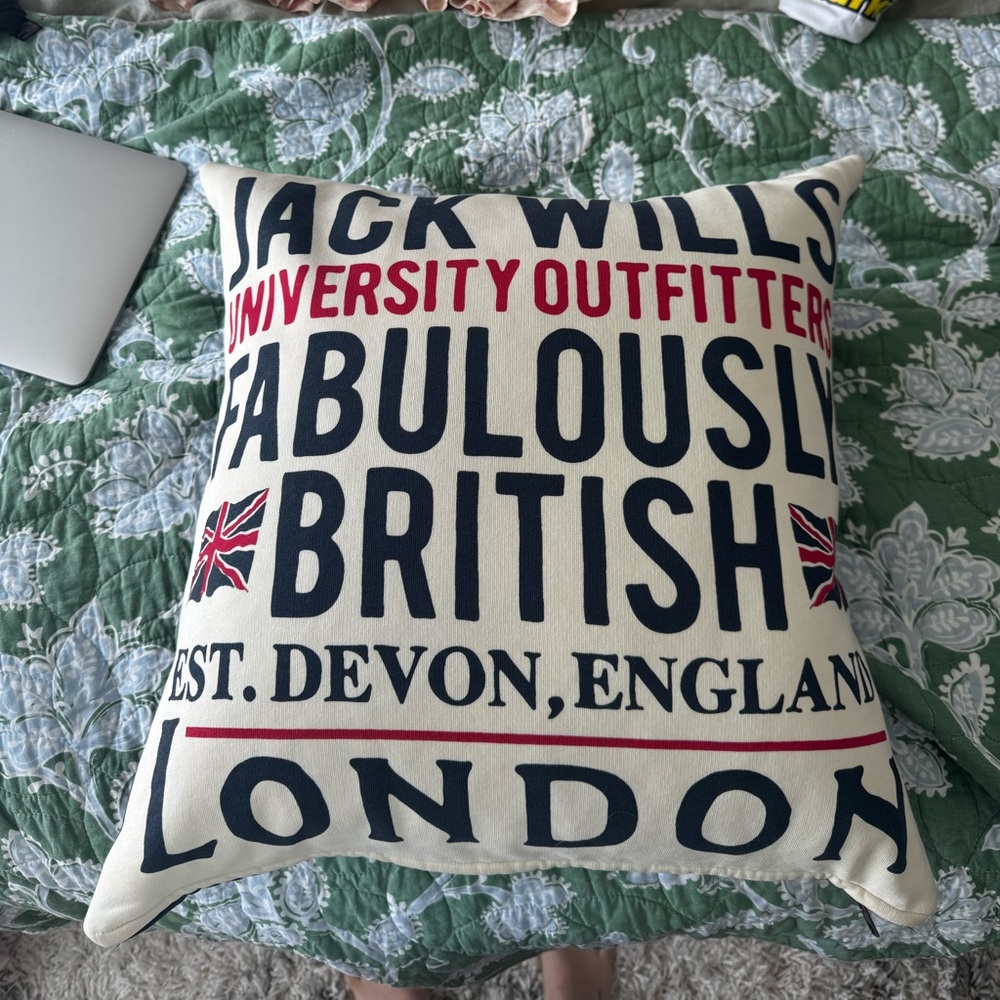 JACK WILLS
UNIVERSITY OUTFITTERS
FABULOUSLY
BRITISH
EST. DEVON, ENGLAND
LONDON